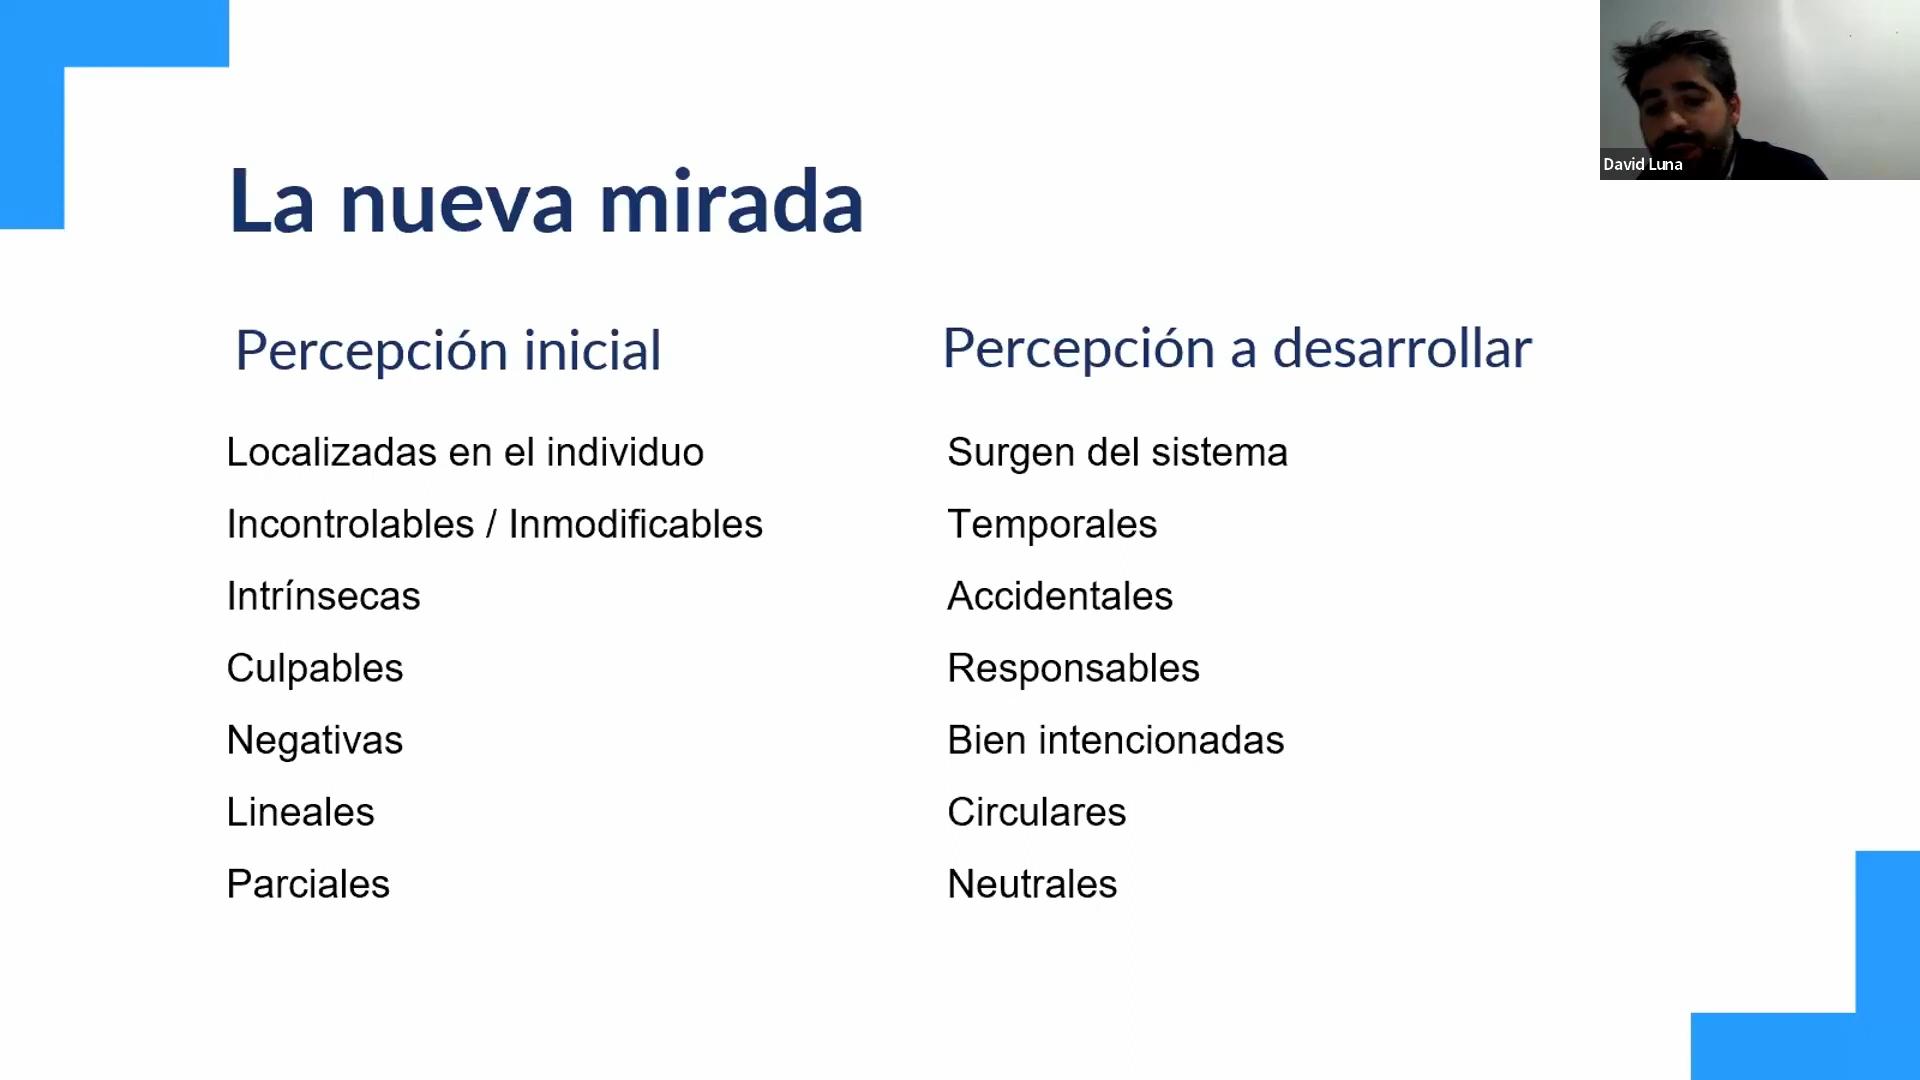 David Luna
La nueva mirada
Percepción inicial
Localizadas en el individuo
Incontrolables / Inmodificables
Intrínsecas
Culpables
Negativas
Lineales
Parciales
Percepción a desarrollar
Surgen del sistema
Temporales
Accidentales
Responsables
Bien intencionadas
Circulares
Neutrales